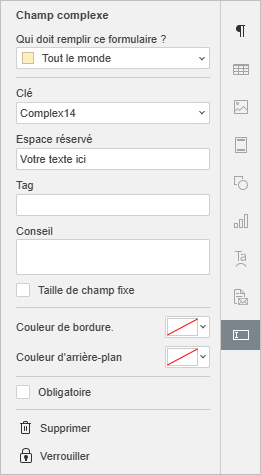 Champ complexe
Qui doit remplir ce formulaire ?
Tout le monde
Clé
Complex14
Espace réservé
Votre texte ici
Tag
Conseil
Taille de champ fixe
Couleur de bordure.
Couleur d'arrière-plan
Obligatoire
Supprimer
Verrouiller
¶
Ta